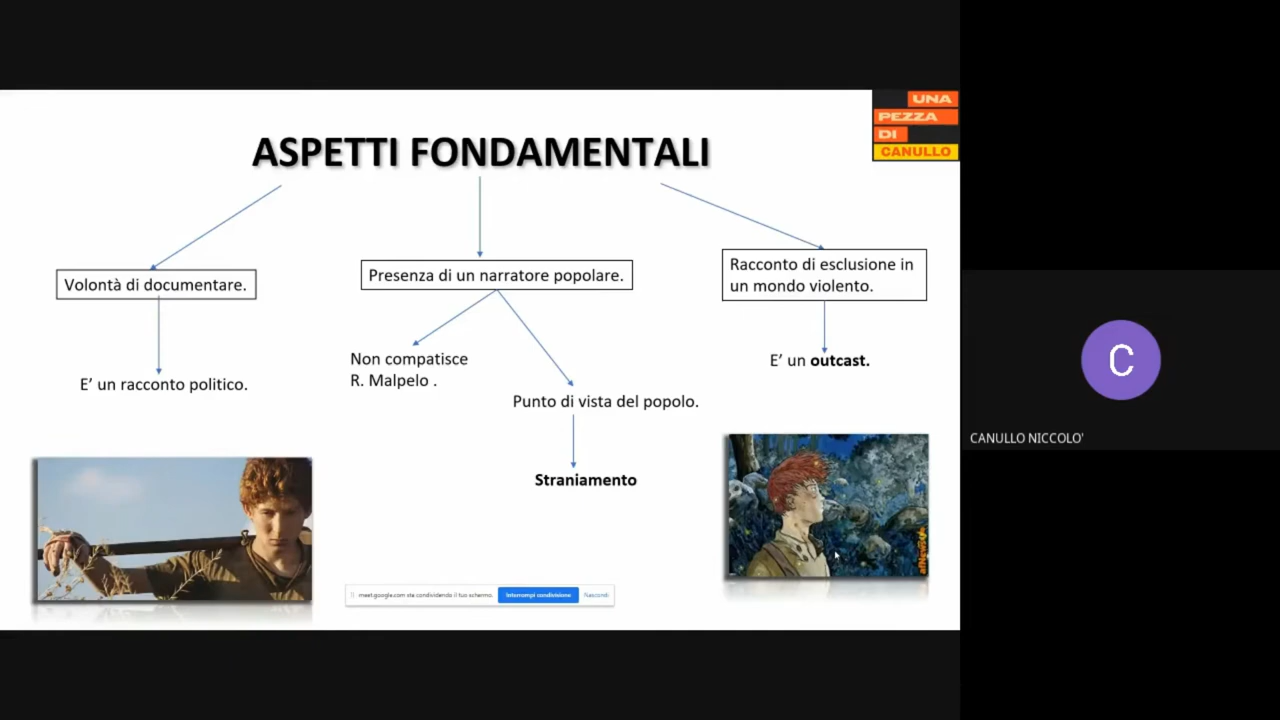 UNA
PEZZA
DI
CANULLO
ASPETTI FONDAMENTALI
Volontà di documentare.
E’ un racconto politico.
Presenza di un narratore popolare.
Non compatisce
R. Malpelo .
Punto di vista del popolo.
Straniamento
Racconto di esclusione in
un mondo violento.
E’ un outcast.
meet.google.com sta condividendo il tuo schermo.
Interrompi condivisione
Nascondi
C
CANULLO NICCOLO'